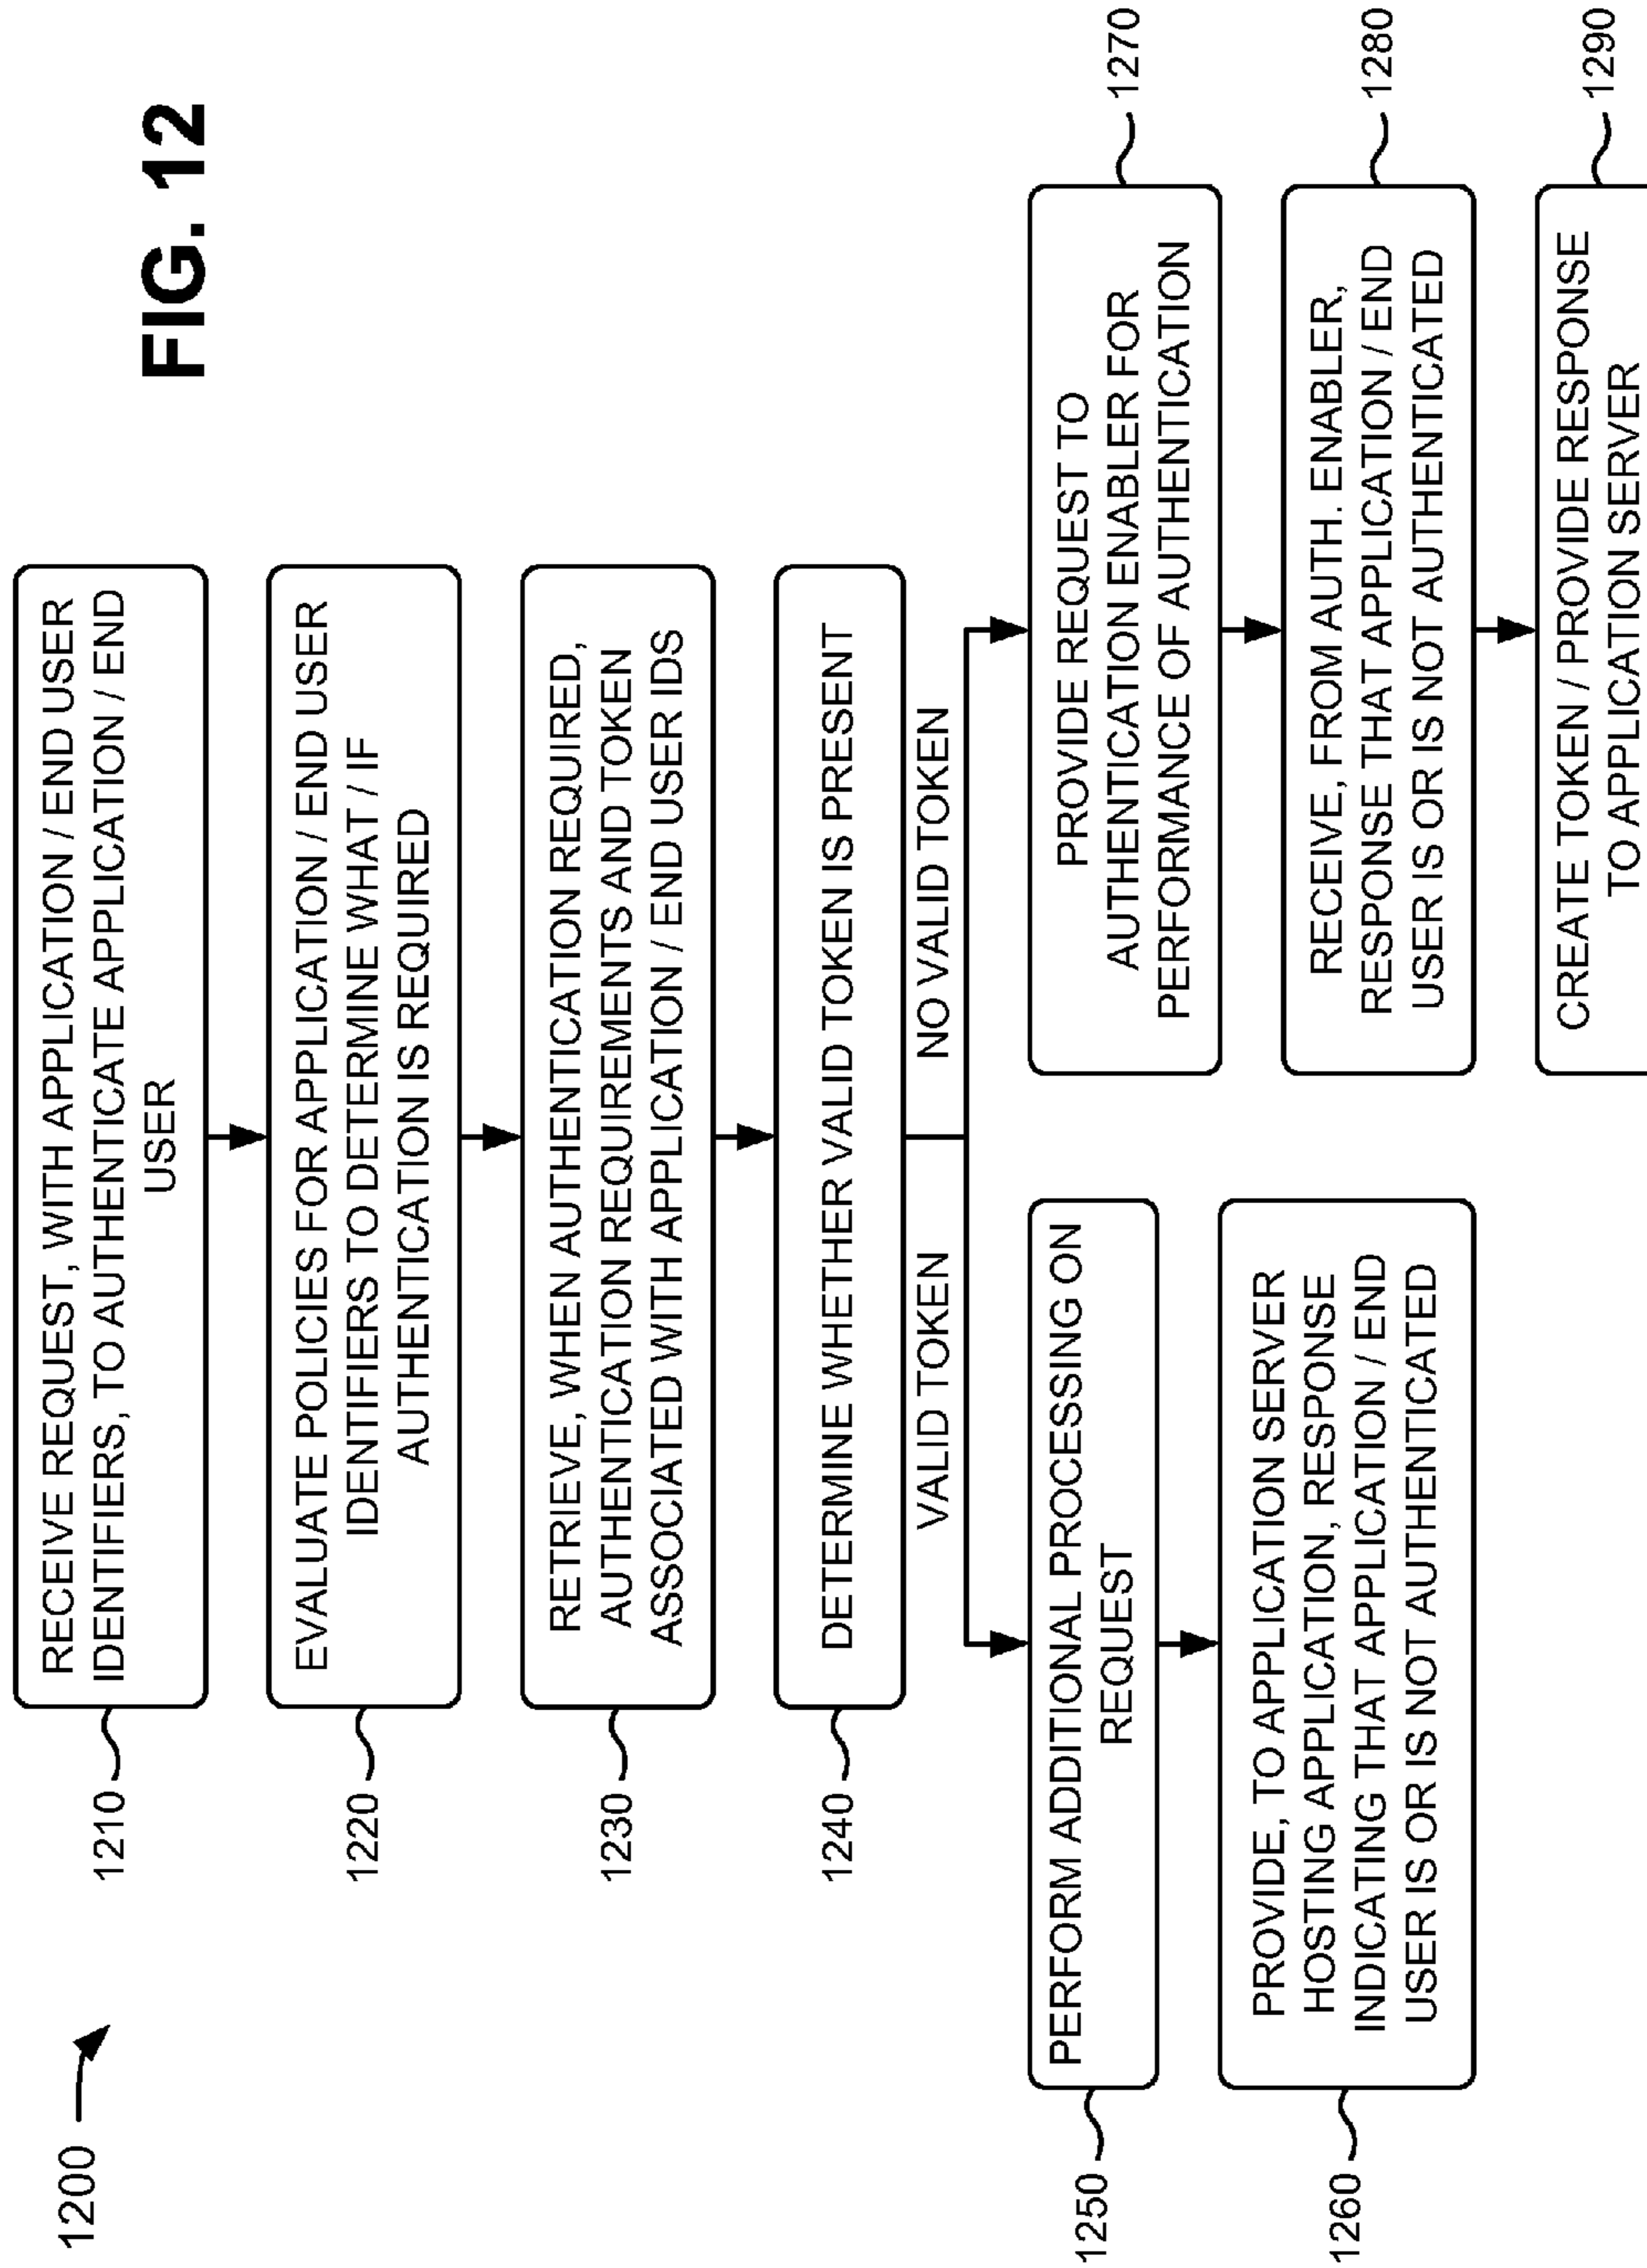 1200
FIG. 12
1210
RECEIVE REQUEST, WITH APPLICATION / END USER
IDENTIFIERS, TO AUTHENTICATE APPLICATION / END
USER
1220
EVALUATE POLICIES FOR APPLICATION / END USER
IDENTIFIERS TO DETERMINE WHAT / IF
AUTHENTICATION IS REQUIRED
1230
RETRIEVE, WHEN AUTHENTICATION REQUIRED,
AUTHENTICATION REQUIREMENTS AND TOKEN
ASSOCIATED WITH APPLICATION / END USER IDS
1240
DETERMINE WHETHER VALID TOKEN IS PRESENT
VALID TOKEN
NO VALID TOKEN
1250
PERFORM ADDITIONAL PROCESSING ON
REQUEST
1260
PROVIDE, TO APPLICATION SERVER
HOSTING APPLICATION, RESPONSE
INDICATING THAT APPLICATION / END
USER IS OR IS NOT AUTHENTICATED
PROVIDE REQUEST TO
AUTHENTICATION ENABLER FOR
PERFORMANCE OF AUTHENTICATION
1270
RECEIVE, FROM AUTH. ENABLER,
RESPONSE THAT APPLICATION / END
USER IS OR IS NOT AUTHENTICATED
1280
CREATE TOKEN / PROVIDE RESPONSE
TO APPLICATION SERVER
1290